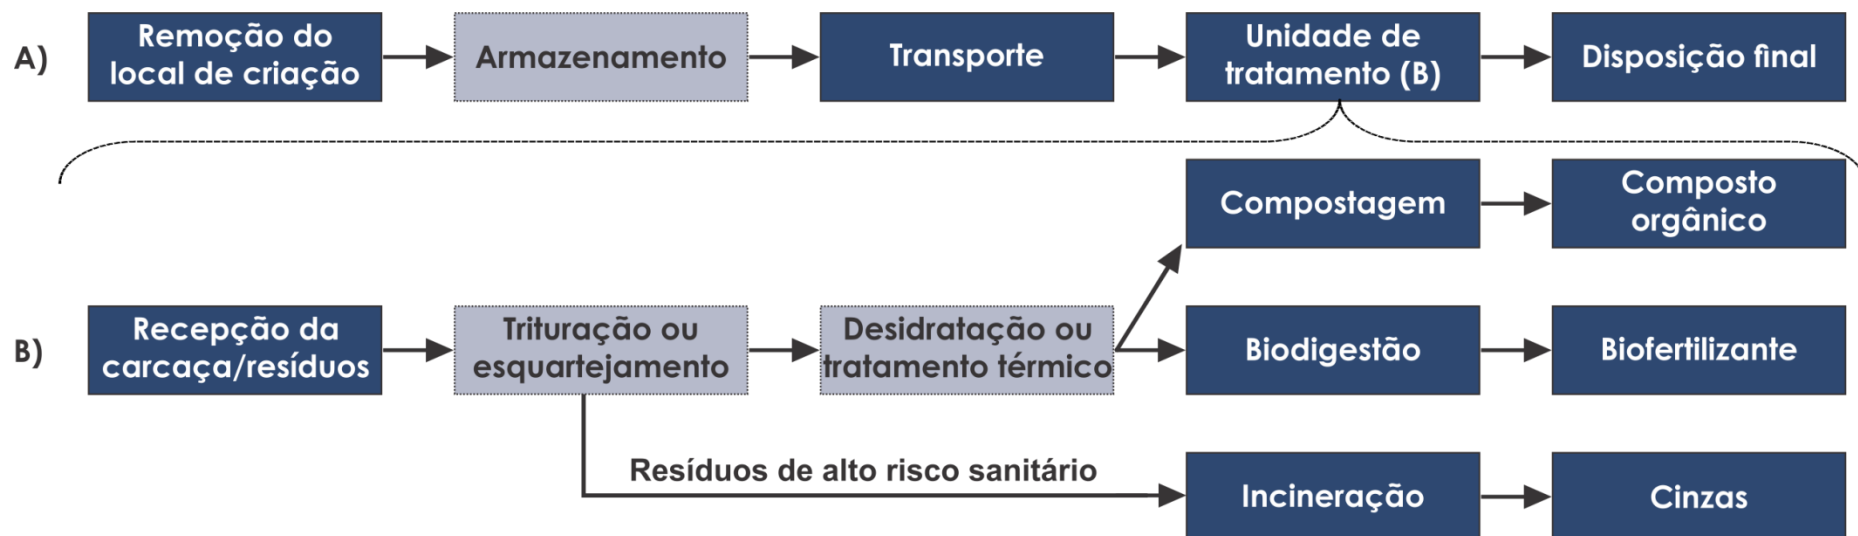 A)
Remoção do
local de criação
Armazenamento
Transporte
Unidade de
tratamento (B)
Disposição final
Compostagem
Composto
orgânico
B)
Recepção da
carcaça/resíduos
Trituração ou
esquartejamento
Desidratação ou
tratamento térmico
Biodigestão
Biofertilizante
Resíduos de alto risco sanitário
Incineração
Cinzas